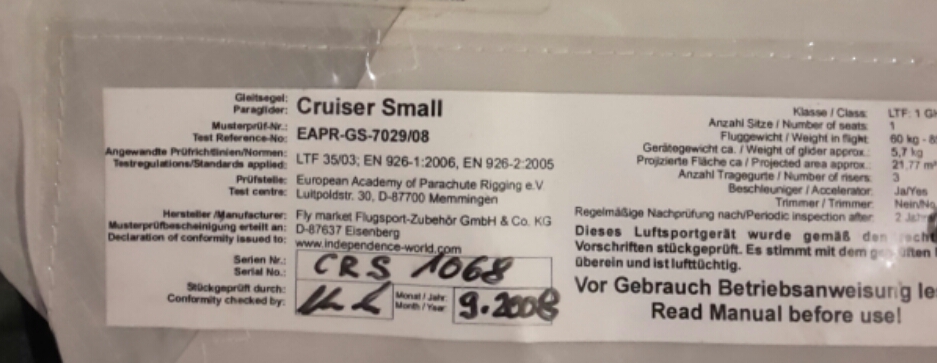 Gleitsegel:
Paraglider: Cruiser Small
Musterprüf-Nr.:
Test Reference-No: EAPR-GS-7029/08
Angewandte Prüfrichtlinien/Normen:
Testregulations/Standards applied: LTF 35/03; EN 926-1:2006, EN 926-2:2005
Prüfstelle: European Academy of Parachute Rigging e.V
Test centre: Luitpoldstr. 30, D-87700 Memmingen
Hersteller /Manufacturer: Fly market Flugsport-Zubehör GmbH & Co. KG
Musterprüfbescheinigung erteilt an: D-87637 Eisenberg
Declaration of conformity issued to: www.independence-world.com
Serien Nr.:
Serial No.: CRS 1068
Stückgeprüft durch:
Conformity checked by:
Monat / Jahr:
Month / Year: 9.2008
Klasse / Class: LTF: 1
Anzahl Sitze / Number of seats: 1
Fluggewicht / Weight in flight: 60 kg -
Gerätegewicht ca. / Weight of glider approx.: 5,7 kg
Projizierte Fläche ca / Projected area approx.: 21,77 m²
Anzahl Tragegurte / Number of risers: 3
Beschleuniger / Accelerator: Ja/Yes
Trimmer / Trimmer: Nein/No
Regelmäßige Nachprüfung nach/Periodic inspection after: 2
Dieses Luftsportgerät wurde gemäß den
Vorschriften stückgeprüft. Es stimmt mit dem
überein und ist lufttüchtig.
Vor Gebrauch Betriebsanweisung
Read Manual before use!